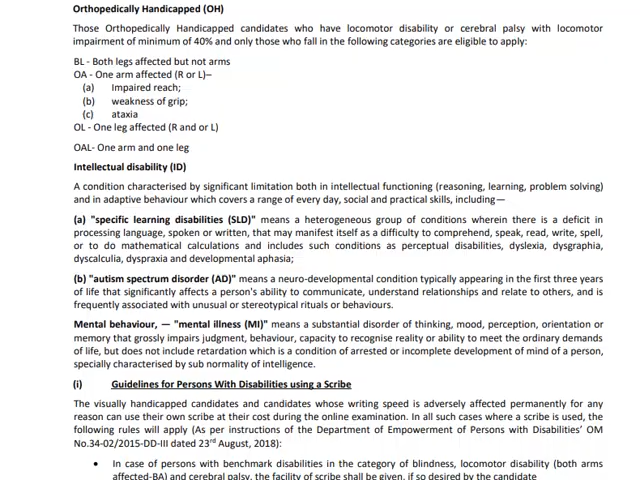 Orthopedically Handicapped (OH)
Those Orthopedically Handicapped candidates who have locomotor disability or cerebral palsy with locomotor
impairment of minimum of 40% and only those who fall in the following categories are eligible to apply:
BL - Both legs affected but not arms
OA - One arm affected (R or L)–
(a) Impaired reach;
(b) weakness of grip;
(c) ataxia
OL - One leg affected (R and or L)
OAL- One arm and one leg
Intellectual disability (ID)
A condition characterised by significant limitation both in intellectual functioning (reasoning, learning, problem solving)
and in adaptive behaviour which covers a range of every day, social and practical skills, including—
(a) "specific learning disabilities (SLD)" means a heterogeneous group of conditions wherein there is a deficit in
processing language, spoken or written, that may manifest itself as a difficulty to comprehend, speak, read, write, spell,
or to do mathematical calculations and includes such conditions as perceptual disabilities, dyslexia, dysgraphia,
dyscalculia, dyspraxia and developmental aphasia;
(b) "autism spectrum disorder (AD)" means a neuro-developmental condition typically appearing in the first three years
of life that significantly affects a person's ability to communicate, understand relationships and relate to others, and is
frequently associated with unusual or stereotypical rituals or behaviours.
Mental behaviour, — "mental illness (MI)" means a substantial disorder of thinking, mood, perception, orientation or
memory that grossly impairs judgment, behaviour, capacity to recognise reality or ability to meet the ordinary demands
of life, but does not include retardation which is a condition of arrested or incomplete development of mind of a person,
specially characterised by sub normality of intelligence.
(i) Guidelines for Persons With Disabilities using a Scribe
The visually handicapped candidates and candidates whose writing speed is adversely affected permanently for any
reason can use their own scribe at their cost during the online examination. In all such cases where a scribe is used, the
following rules will apply (As per instructions of the Department of Empowerment of Persons with Disabilities’ OM
No.34-02/2015-DD-III dated 23rd August, 2018):
• In case of persons with benchmark disabilities in the category of blindness, locomotor disability (both arms
affected-BA) and cerebral palsy, the facility of scribe shall be given, if so desired by the candidate